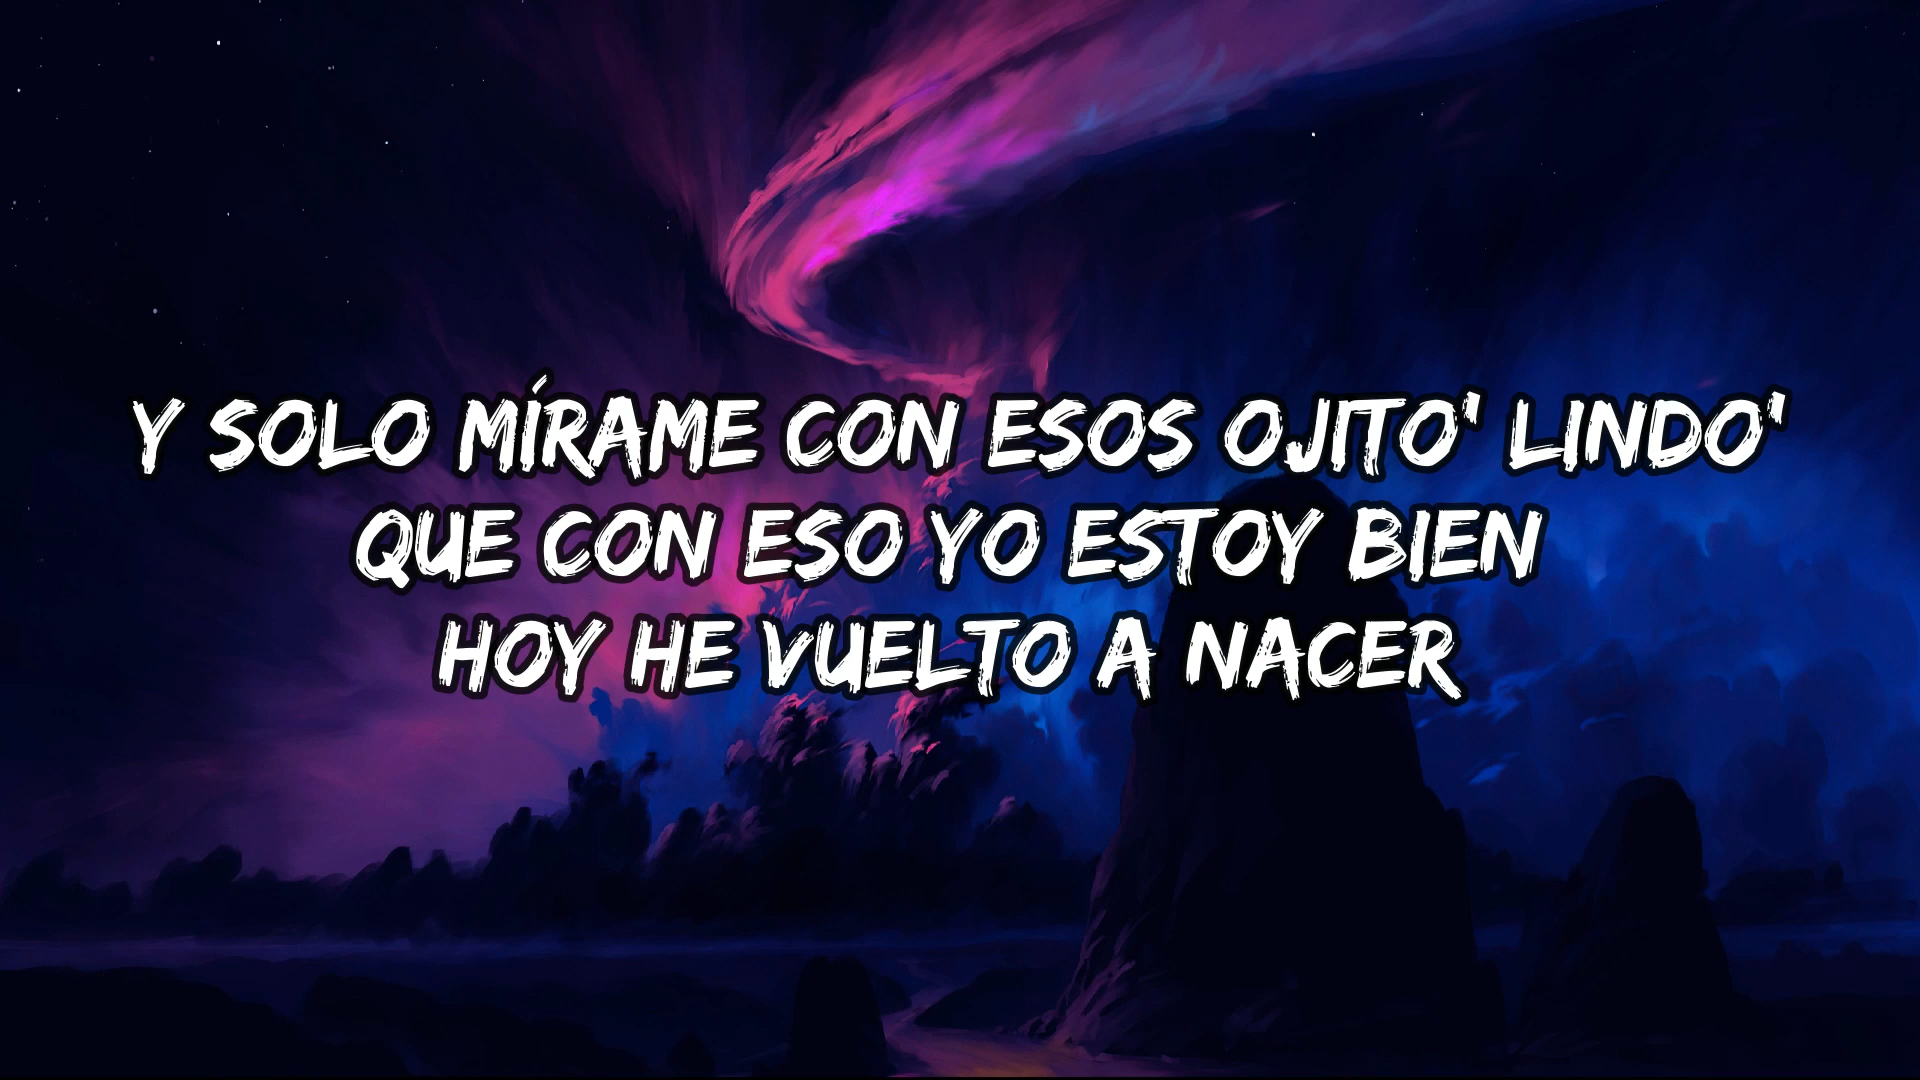 Y SOLO MÍRAME CON ESOS OJITO' LINDO'
QUE CON ESO YO ESTOY BIEN
HOY HE VUELTO A NACER